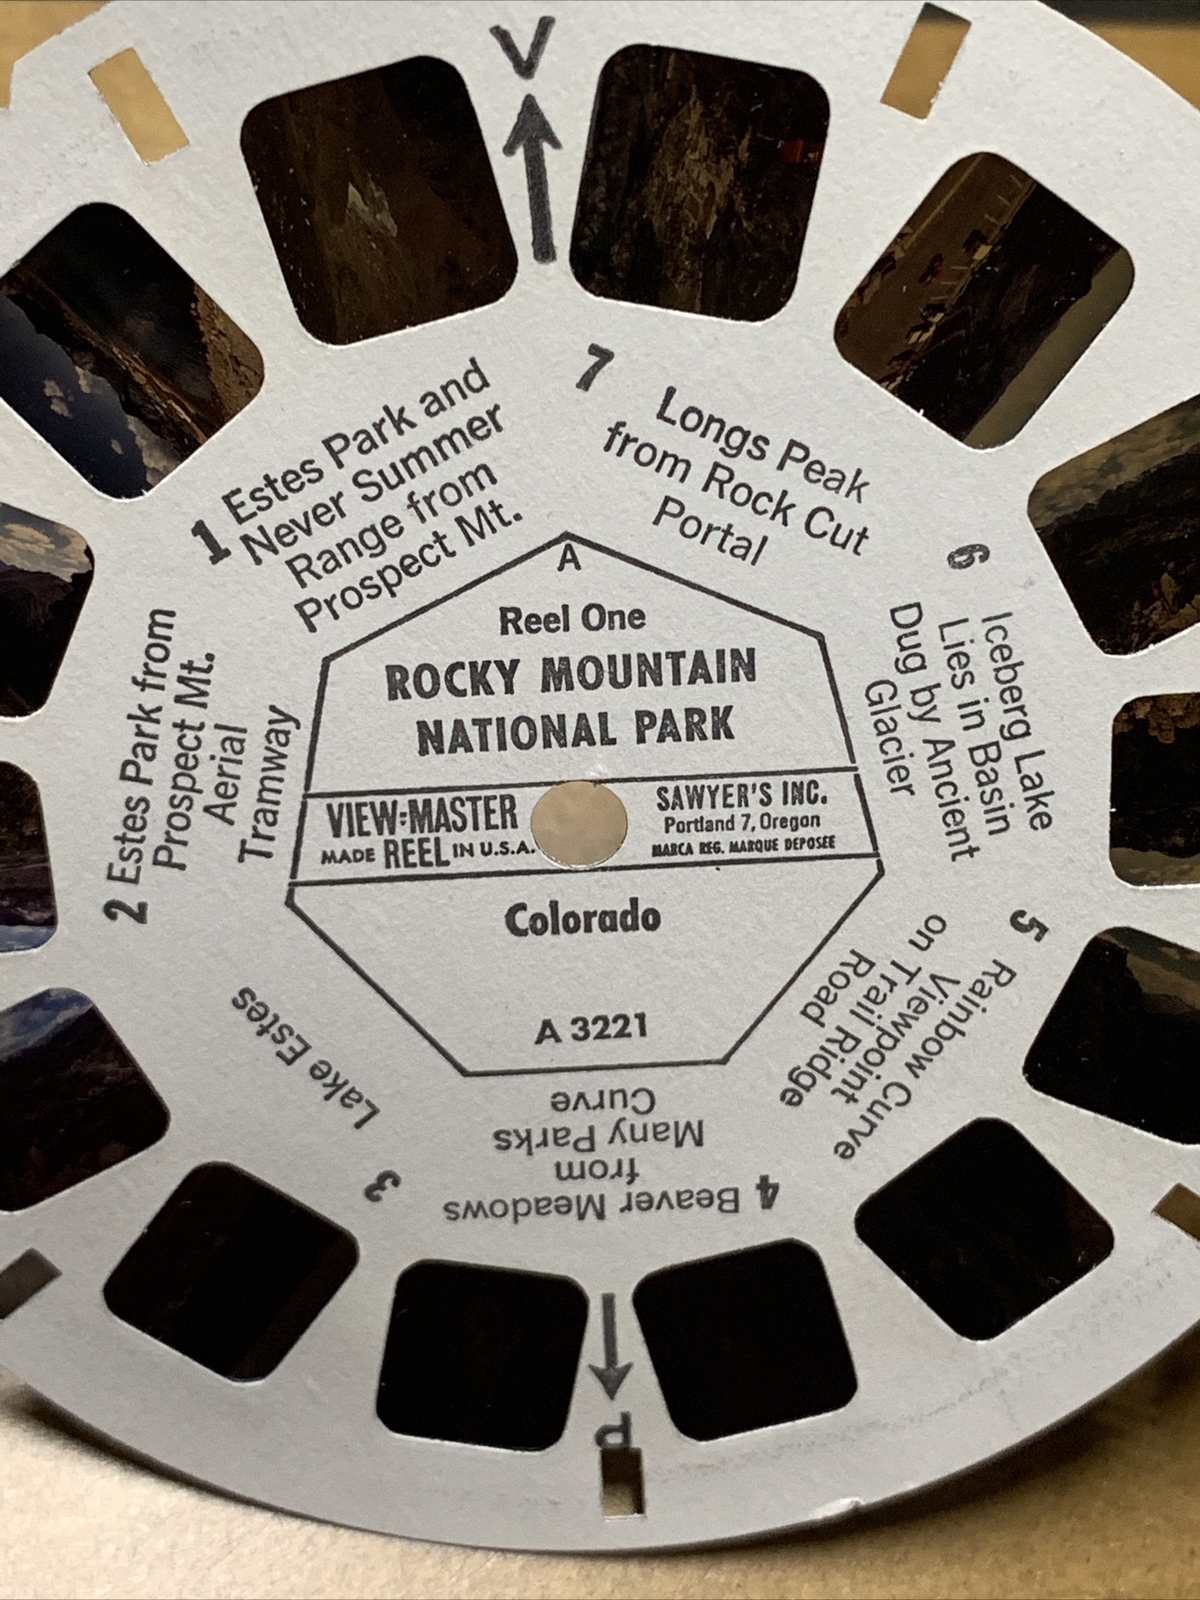 V
1 Estes Park and
Never Summer
Range from
Prospect Mt.
2 Estes Park from
Prospect Mt.
Aerial
Tramway
3 Lake Estes
4 Beaver Meadows
from
Many Parks
Curve
5 Rainbow Curve
Viewpoint
on Trail Ridge
Road
6 Iceberg Lake
Lies in Basin
Dug by Ancient
Glacier
7 Longs Peak
from Rock Cut
Portal
A
Reel One
ROCKY MOUNTAIN
NATIONAL PARK
VIEW-MASTER
MADE REEL IN U.S.A.
SAWYER'S INC.
Portland 7, Oregon
MARCA REG. MARQUE DEPOSEE
Colorado
A 3221
P